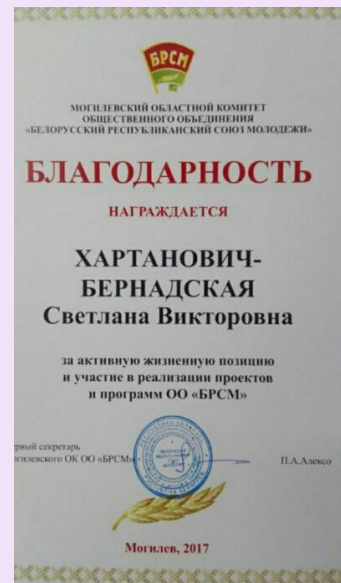 БРСМ
МОГИЛЕВСКИЙ ОБЛАСТНОЙ КОМИТЕТ
ОБЩЕСТВЕННОГО ОБЪЕДИНЕНИЯ
«БЕЛОРУССКИЙ РЕСПУБЛИКАНСКИЙ СОЮЗ МОЛОДЕЖИ»
БЛАГОДАРНОСТЬ
НАГРАЖДАЕТСЯ
ХАРТАНОВИЧ-
БЕРНАДСКАЯ
Светлана Викторовна
за активную жизненную позицию
и участие в реализации проектов
и программ ОО «БРСМ»
рвый секретарь
огилевского ОК ОО «БРСМ»
П.А.Алексо
Могилев, 2017